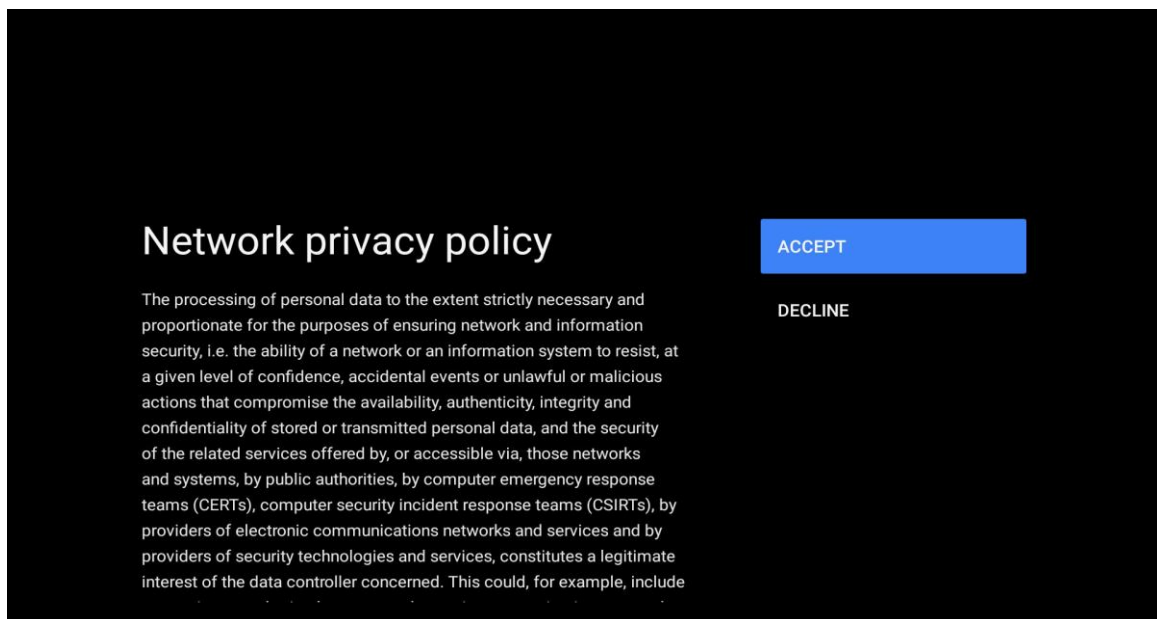 Network privacy policy
The processing of personal data to the extent strictly necessary and
proportionate for the purposes of ensuring network and information
security, i.e. the ability of a network or an information system to resist, at
a given level of confidence, accidental events or unlawful or malicious
actions that compromise the availability, authenticity, integrity and
confidentiality of stored or transmitted personal data, and the security
of the related services offered by, or accessible via, those networks
and systems, by public authorities, by computer emergency response
teams (CERTs), computer security incident response teams (CSIRTs), by
providers of electronic communications networks and services and by
providers of security technologies and services, constitutes a legitimate
interest of the data controller concerned. This could, for example, include
ACCEPT
DECLINE